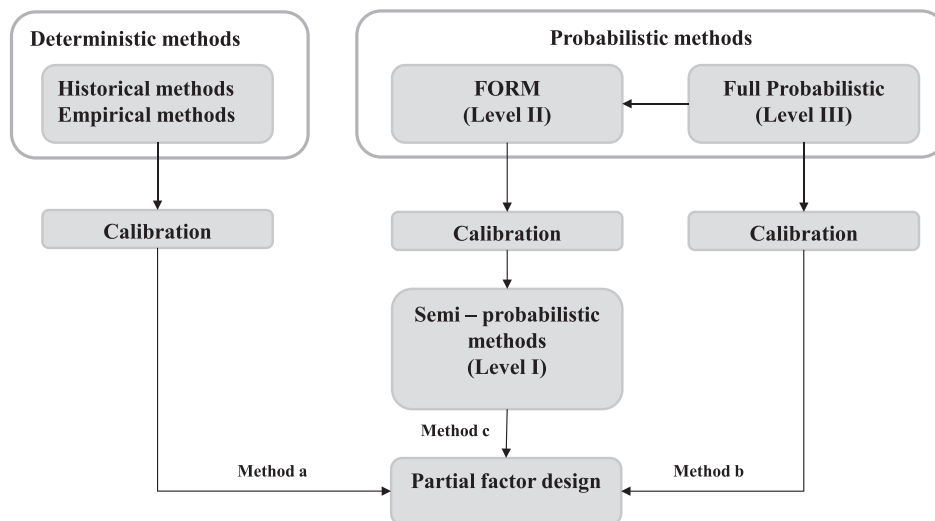 Deterministic methods
Historical methods
Empirical methods
Probabilistic methods
FORM
(Level II)
Full Probabilistic
(Level III)
Calibration
Calibration
Calibration
Semi – probabilistic
methods
(Level I)
Method c
Method a
Partial factor design
Method b